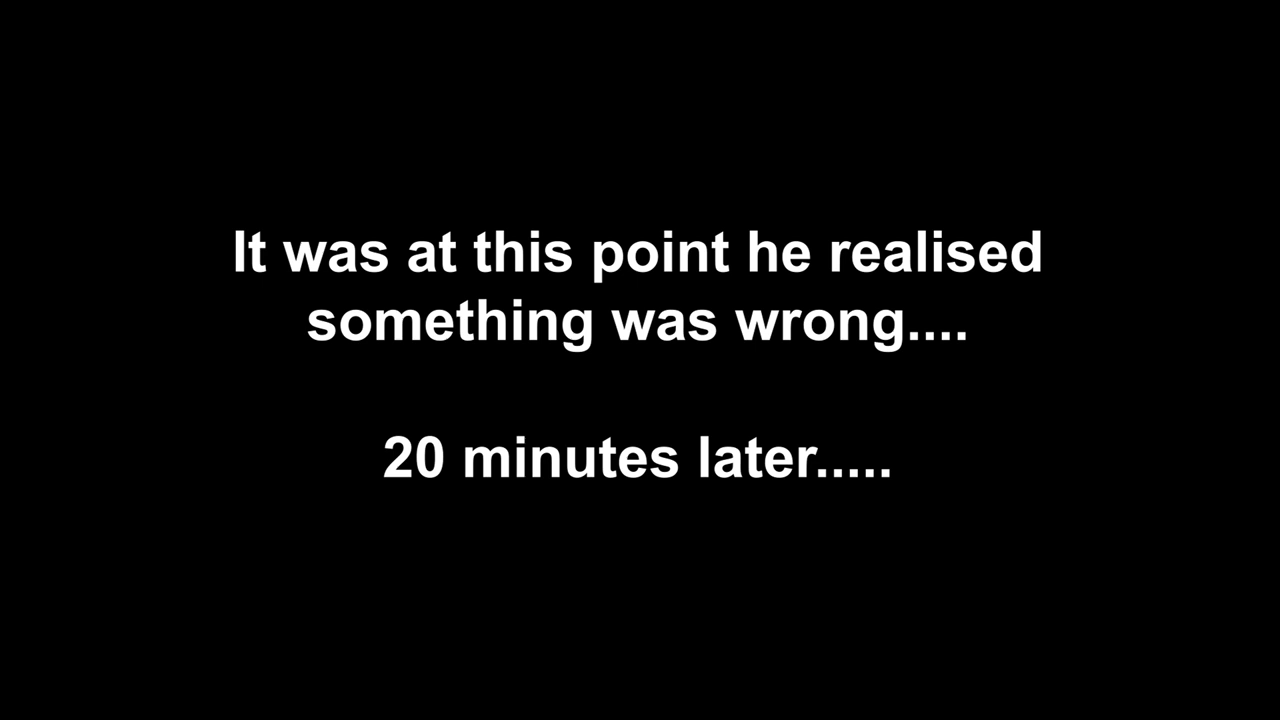 It was at this point he realised
something was wrong....
20 minutes later.....